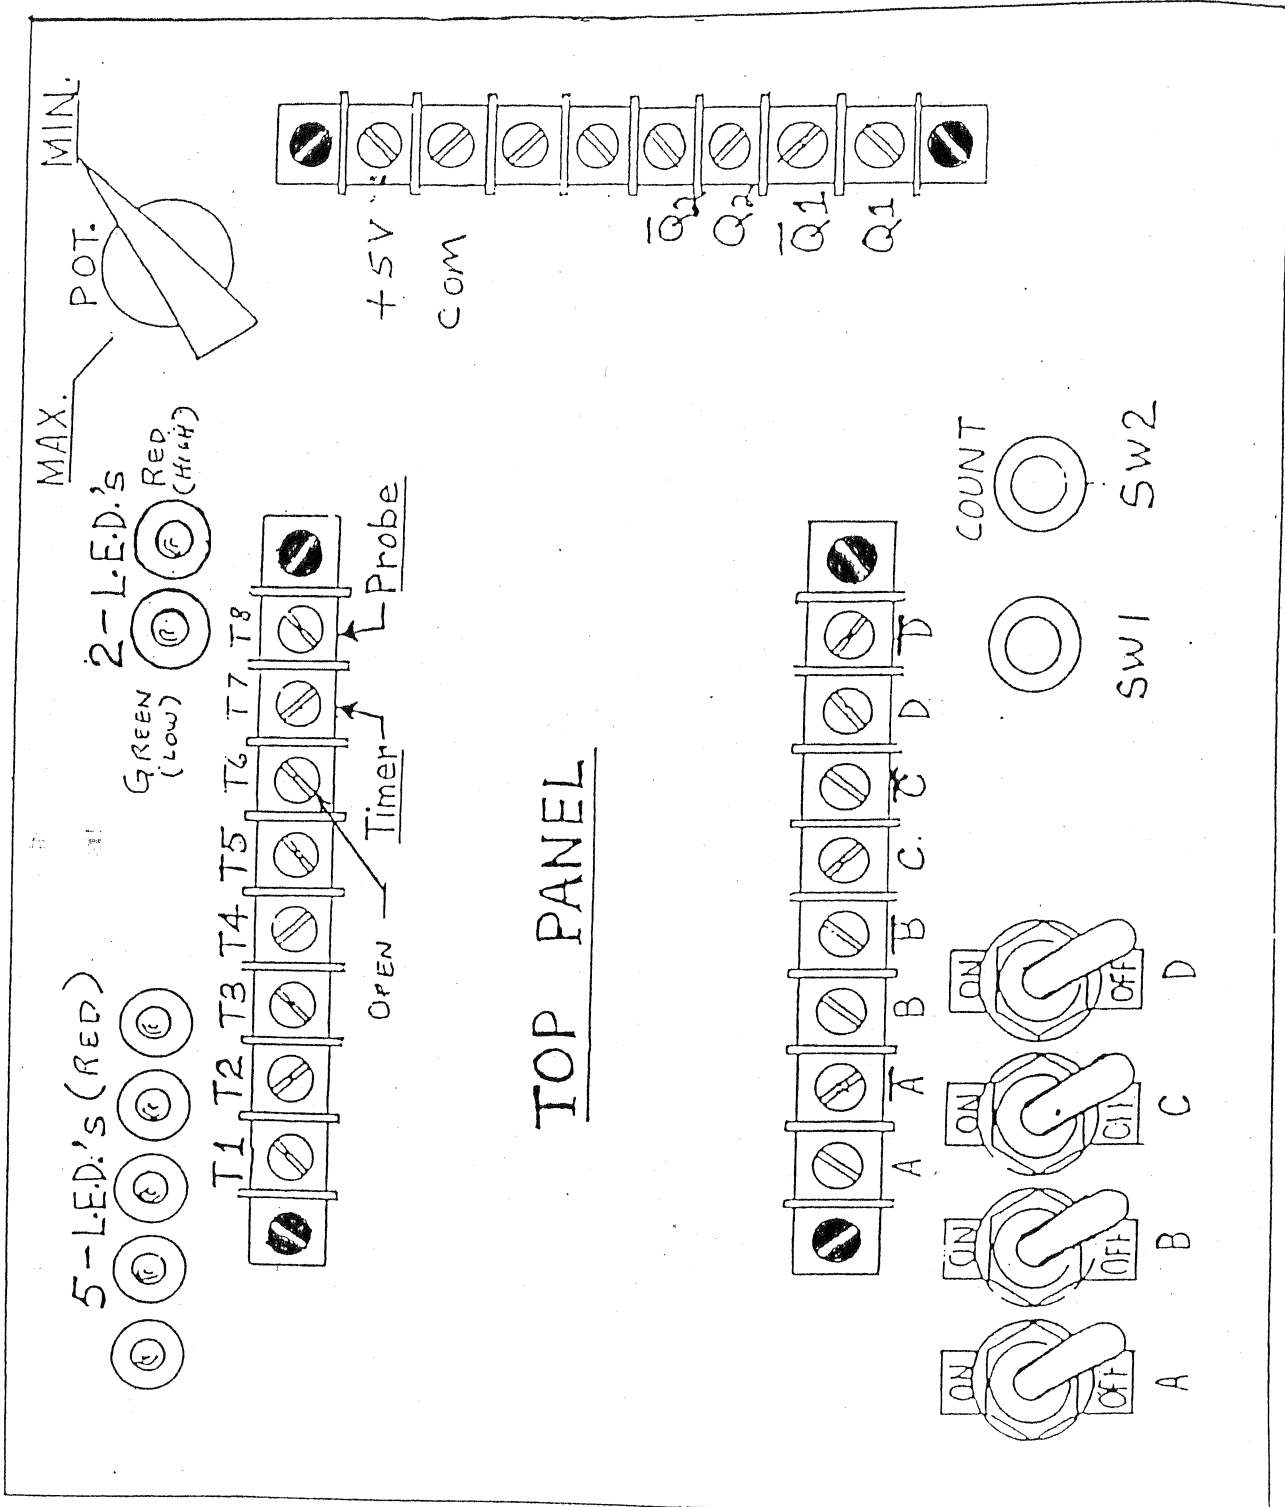 5-L.E.D.'s (RED)
GREEN
(LOW)
2-L.E.D.'s
RED
(HIGH)
MAX.
POT.
MIN.
T1 T2 T3 T4 T5 T6 T7 T8
OPEN
Timer
Probe
+5V
COM
Q̅2
Q2
Q̅1
Q1
TOP PANEL
A A̅ B B̅ C. C̅ D D̅
ON ON ON ON
OFF OFF OFF
A B C D
COUNT
SW1 SW2